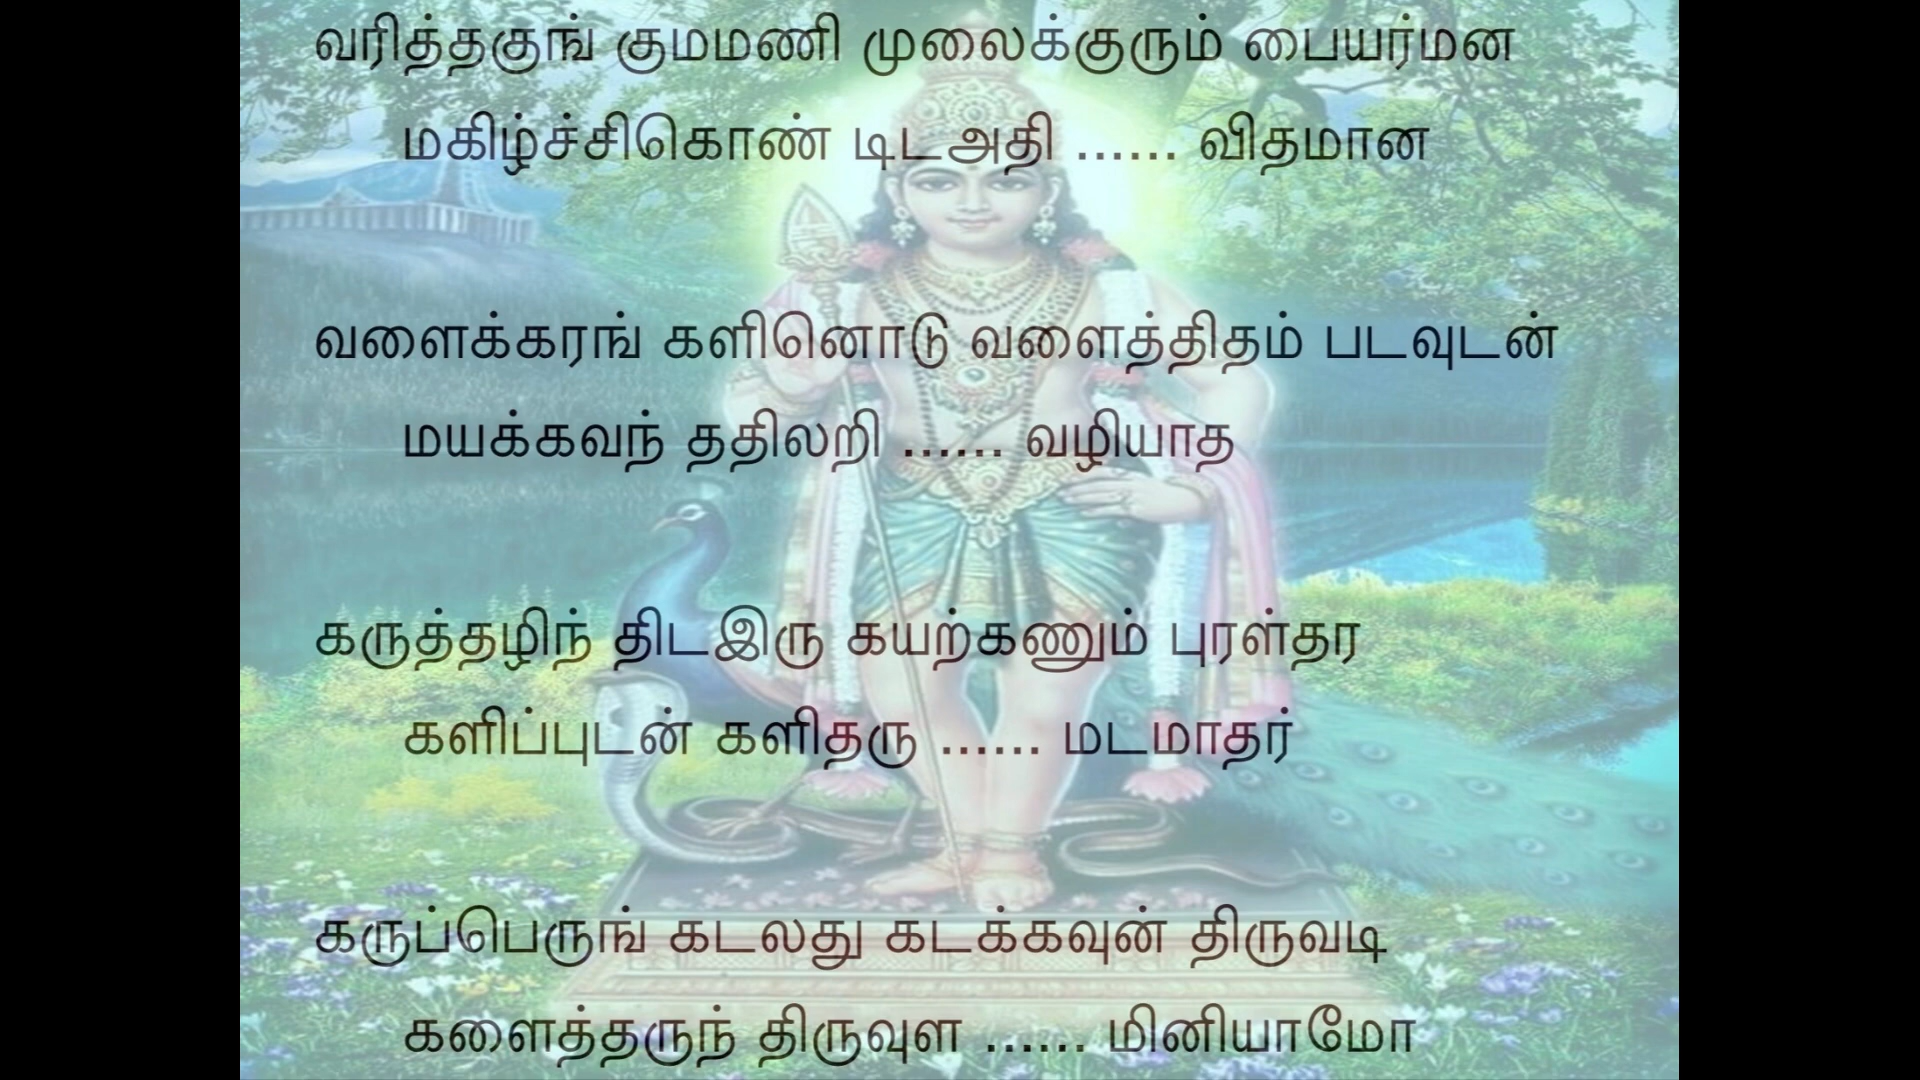 வரித்தகுங் குமமணி முலைக்குரும் பையர்மன
மகிழ்ச்சிகொண் டிடஅதி ...... விதமான
வளைக்கரங் களினொடு வளைத்திதம் படவுடன்
மயக்கவந் ததிலறி ...... வழியாத
கருத்தழிந் திடஇரு கயற்கணும் புரள்தர
களிப்புடன் களிதரு ...... மடமாதர்
கருப்பெருங் கடலது கடக்கவுன் திருவடி
களைத்தருந் திருவுள ...... மினியாமோ